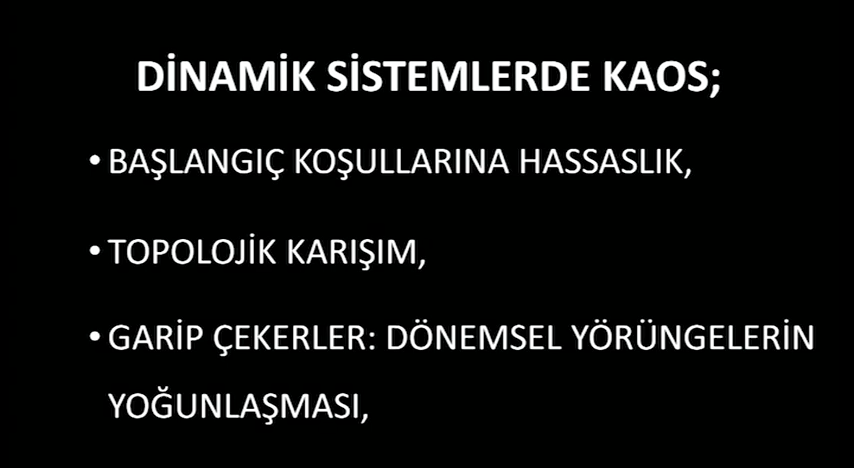 DİNAMİK SİSTEMLERDE KAOS;
• BAŞLANGIÇ KOŞULLARINA HASSASLIK,
• TOPOLOJİK KARIŞIM,
• GARİP ÇEKERLER: DÖNEMSEL YÖRÜNGELERİN
YOĞUNLAŞMASI,